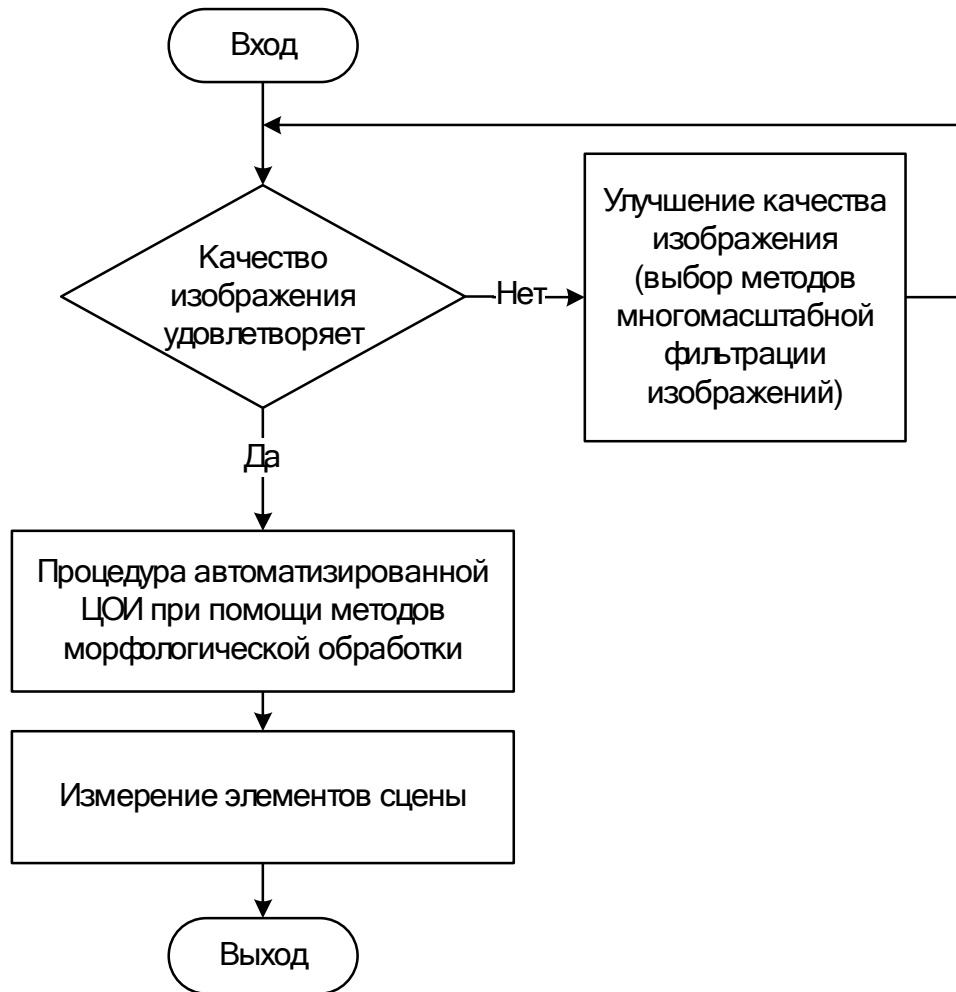 Вход
Качество
изображения
удовлетворяет
Нет
Улучшение качества
изображения
(выбор методов
многомасштабной
фильтрации
изображений)
Да
Процедура автоматизированной
ЦОИ при помощи методов
морфологической обработки
Измерение элементов сцены
Выход